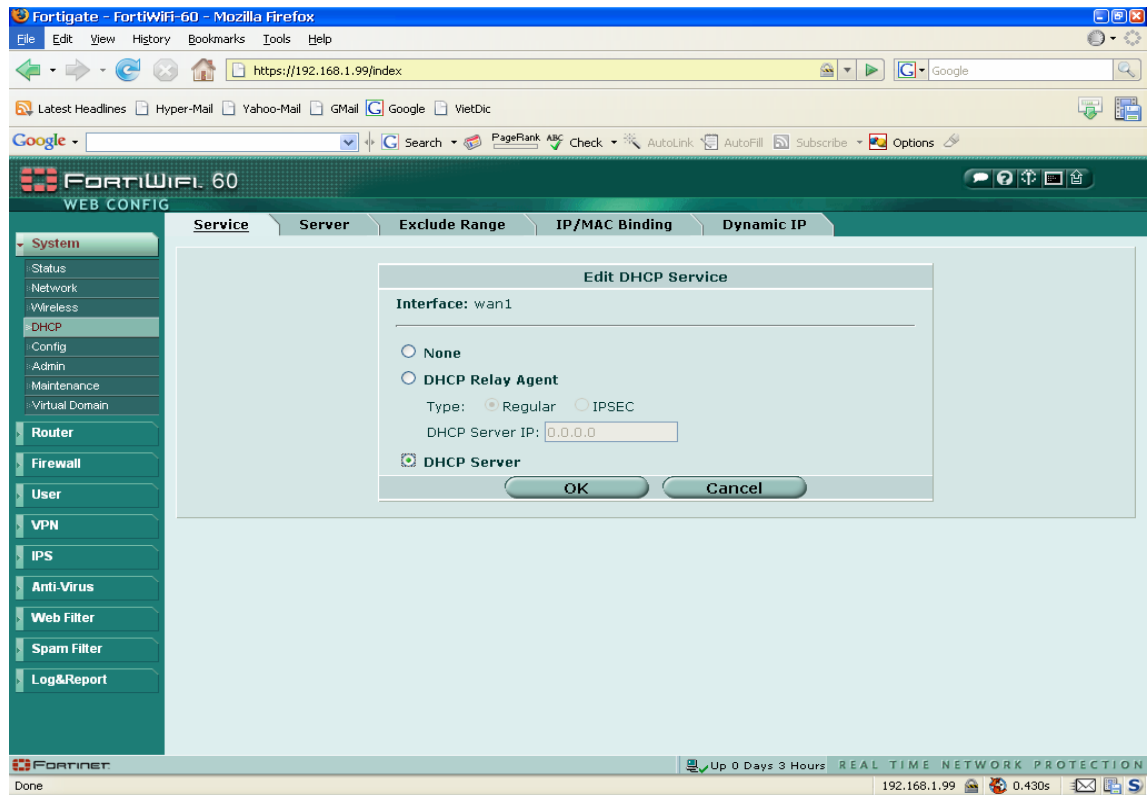 Fortigate - FortiWiFi-60 - Mozilla Firefox
File Edit View History Bookmarks Tools Help
https://192.168.1.99/index
G Google
Latest Headlines Hyper-Mail Yahoo-Mail GMail Google VietDic
Google G Search PageRank ABC Check AutoLink AutoFill Subscribe Options
FORTIWIFI 60
WEB CONFIG
Service Server Exclude Range IP/MAC Binding Dynamic IP
System
Status
Network
Wireless
DHCP
Config
Admin
Maintenance
Virtual Domain
Router
Firewall
User
VPN
IPS
Anti-Virus
Web Filter
Spam Filter
Log&Report
Edit DHCP Service
Interface: wan1
None
DHCP Relay Agent
Type: Regular IPSEC
DHCP Server IP: 0.0.0.0
DHCP Server
OK Cancel
FORTINET
Up 0 Days 3 Hours REAL TIME NETWORK PROTECTION
Done 192.168.1.99 0.430s S